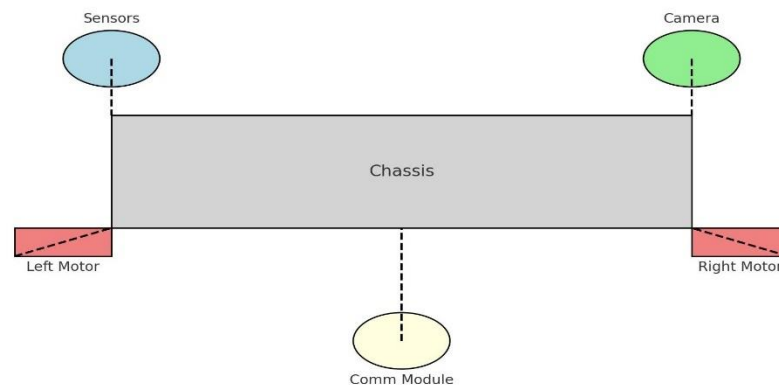 Sensors
Camera
Chassis
Left Motor
Right Motor
Comm Module